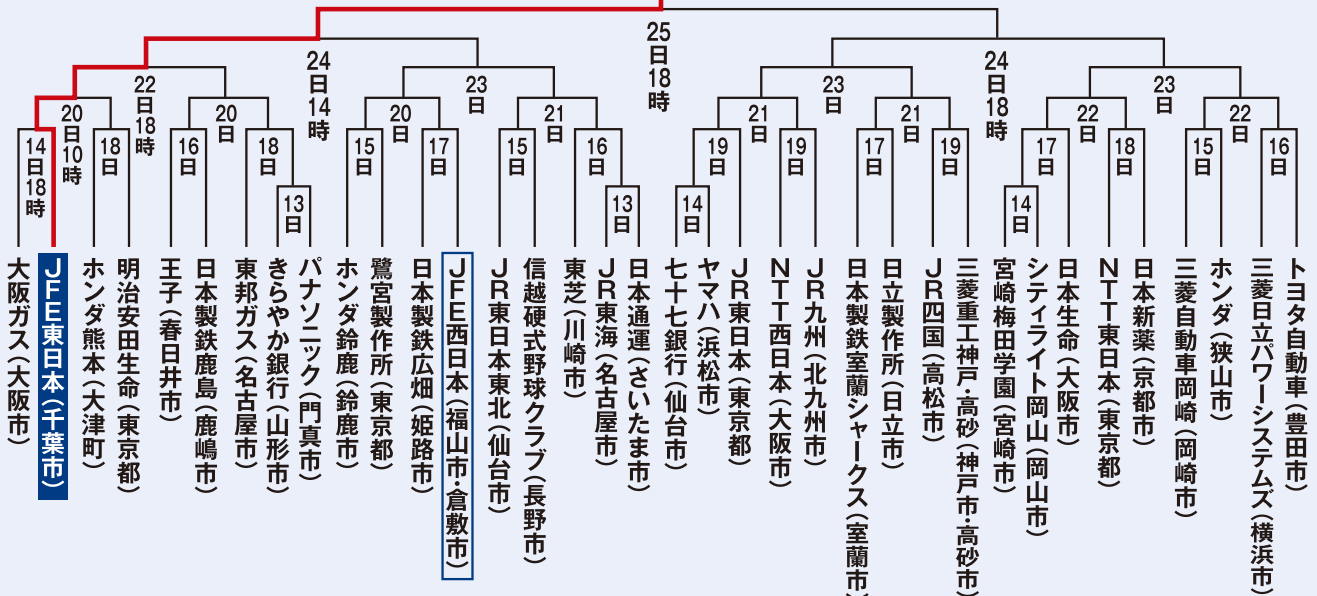 25日18時
24日14時
24日18時
22日18時
23日
23日
23日
20日10時
20日
20日
21日
21日
21日
22日
22日
14日18時
18日
16日
18日
15日
17日
15日
16日
19日
19日
17日
19日
17日
18日
15日
16日
13日
13日
14日
14日
大阪ガス(大阪市)
JFE東日本(千葉市)
ホンダ熊本(大津町)
明治安田生命(東京都)
王子(春日井市)
日本製鉄鹿島(鹿嶋市)
東邦ガス(名古屋市)
きらやか銀行(山形市)
パナソニック(門真市)
ホンダ鈴鹿(鈴鹿市)
鷺宮製作所(東京都)
日本製鉄広畑(姫路市)
JFE西日本(福山市・倉敷市)
JR東日本東北(仙台市)
信越硬式野球クラブ(長野市)
東芝(川崎市)
JR東海(名古屋市)
日本通運(さいたま市)
七十七銀行(仙台市)
ヤマハ(浜松市)
JR東日本(東京都)
NTT西日本(大阪市)
JR九州(北九州市)
日本製鉄室蘭シャークス(室蘭市)
日立製作所(日立市)
JR四国(高松市)
三菱重工神戸・高砂(神戸市・高砂市)
宮崎梅田学園(宮崎市)
シティライト岡山(岡山市)
日本生命(大阪市)
NTT東日本(東京都)
日本新薬(京都市)
三菱自動車岡崎(岡崎市)
ホンダ(狭山市)
三菱日立パワーシステムズ(横浜市)
トヨタ自動車(豊田市)